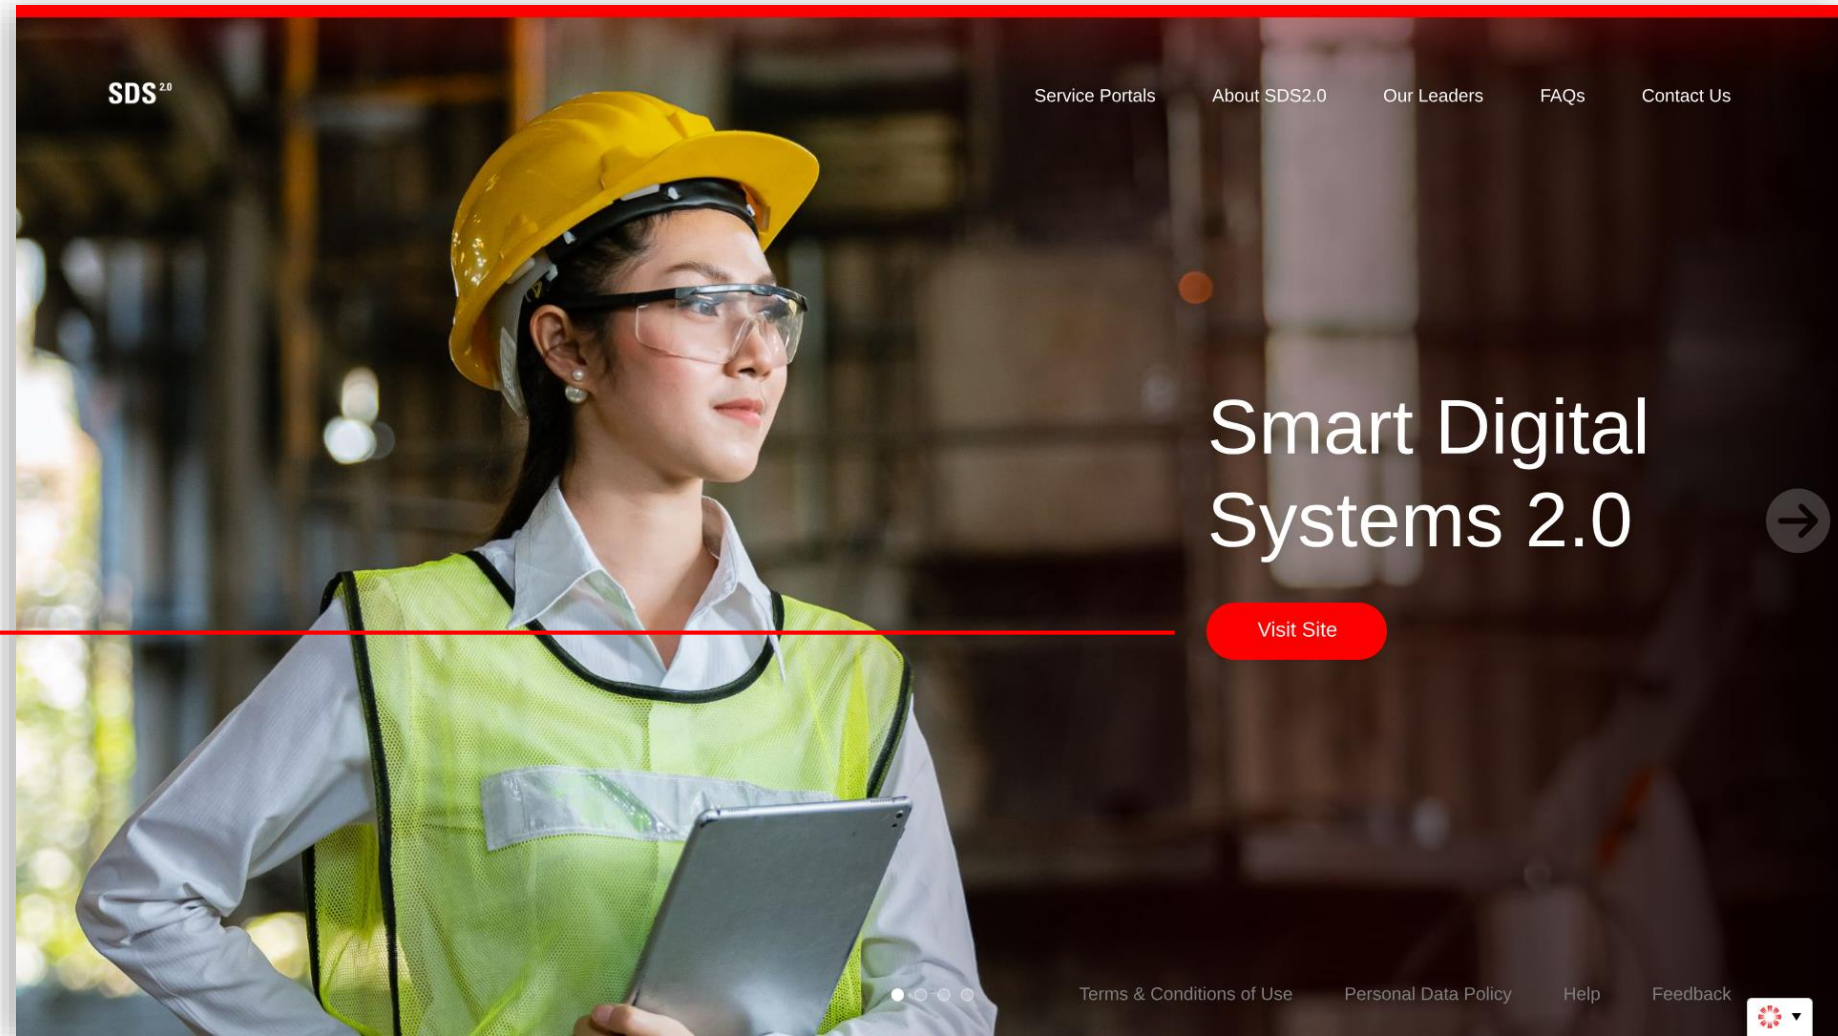 SDS 2.0
Service Portals About SDS2.0 Our Leaders FAQs Contact Us
Smart Digital
Systems 2.0
Visit Site
Terms & Conditions of Use Personal Data Policy Help Feedback